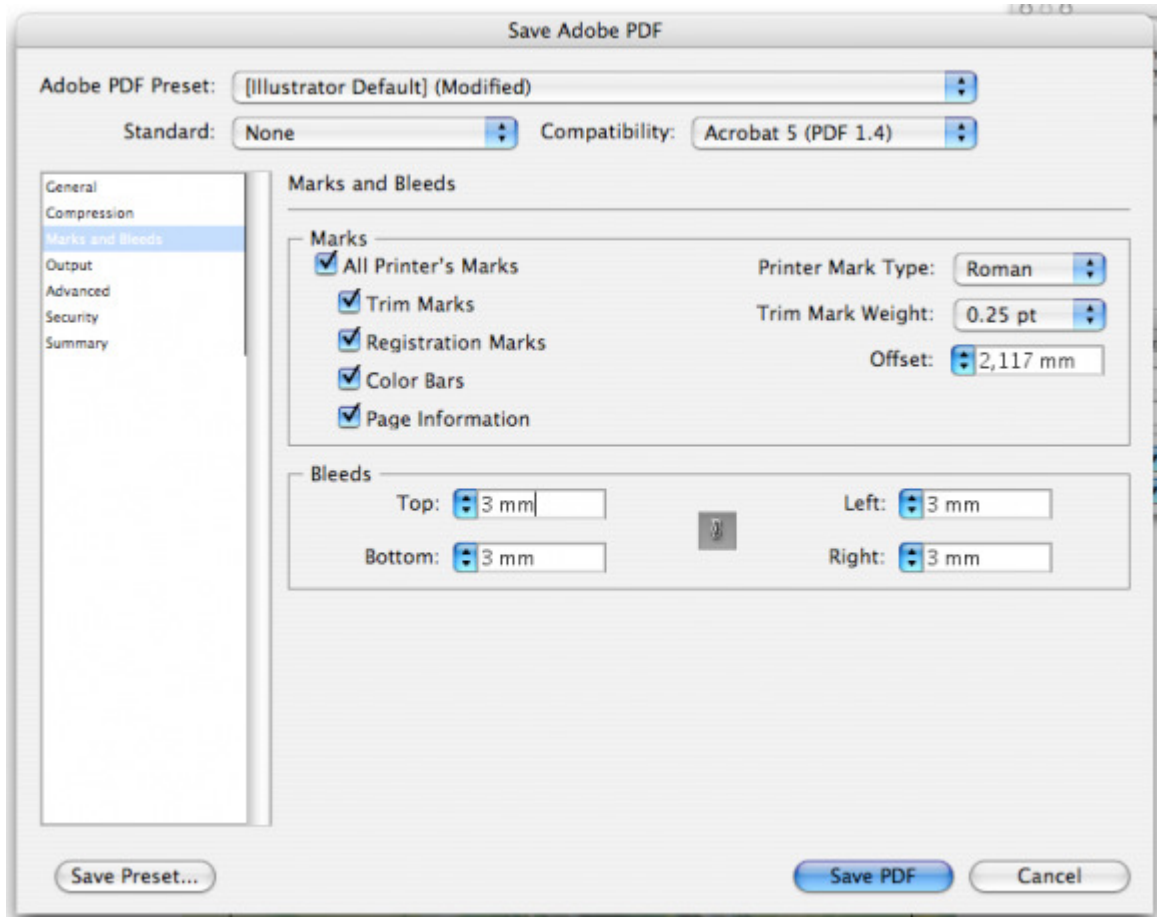 Save Adobe PDF
Adobe PDF Preset: [Illustrator Default] (Modified)
Standard: None Compatibility: Acrobat 5 (PDF 1.4)
General
Compression
Marks and Bleeds
Output
Advanced
Security
Summary
Marks and Bleeds
Marks
All Printer's Marks
Trim Marks
Registration Marks
Color Bars
Page Information
Printer Mark Type: Roman
Trim Mark Weight: 0.25 pt
Offset: 2,117 mm
Bleeds
Top: 3 mm Left: 3 mm
Bottom: 3 mm Right: 3 mm
Save Preset... Save PDF Cancel